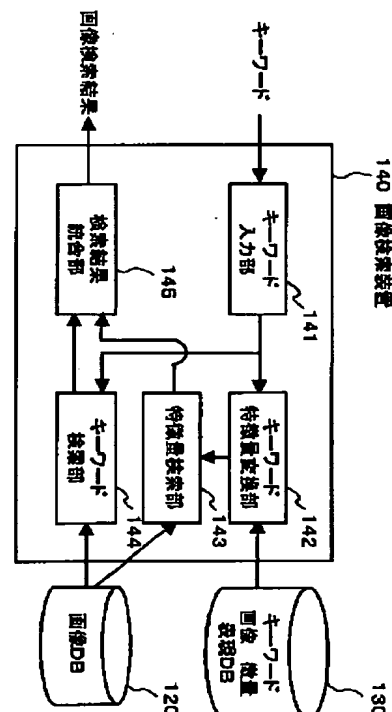 140 画像検索装置
キーワード
キーワード
入力部
141
キーワード
特徴量変換部
142
キーワード
画像 微量
表現DB
130
特徴量検索部
143
画像検索結果
検索結果
統合部
145
キーワード
検索部
144
画像DB
120